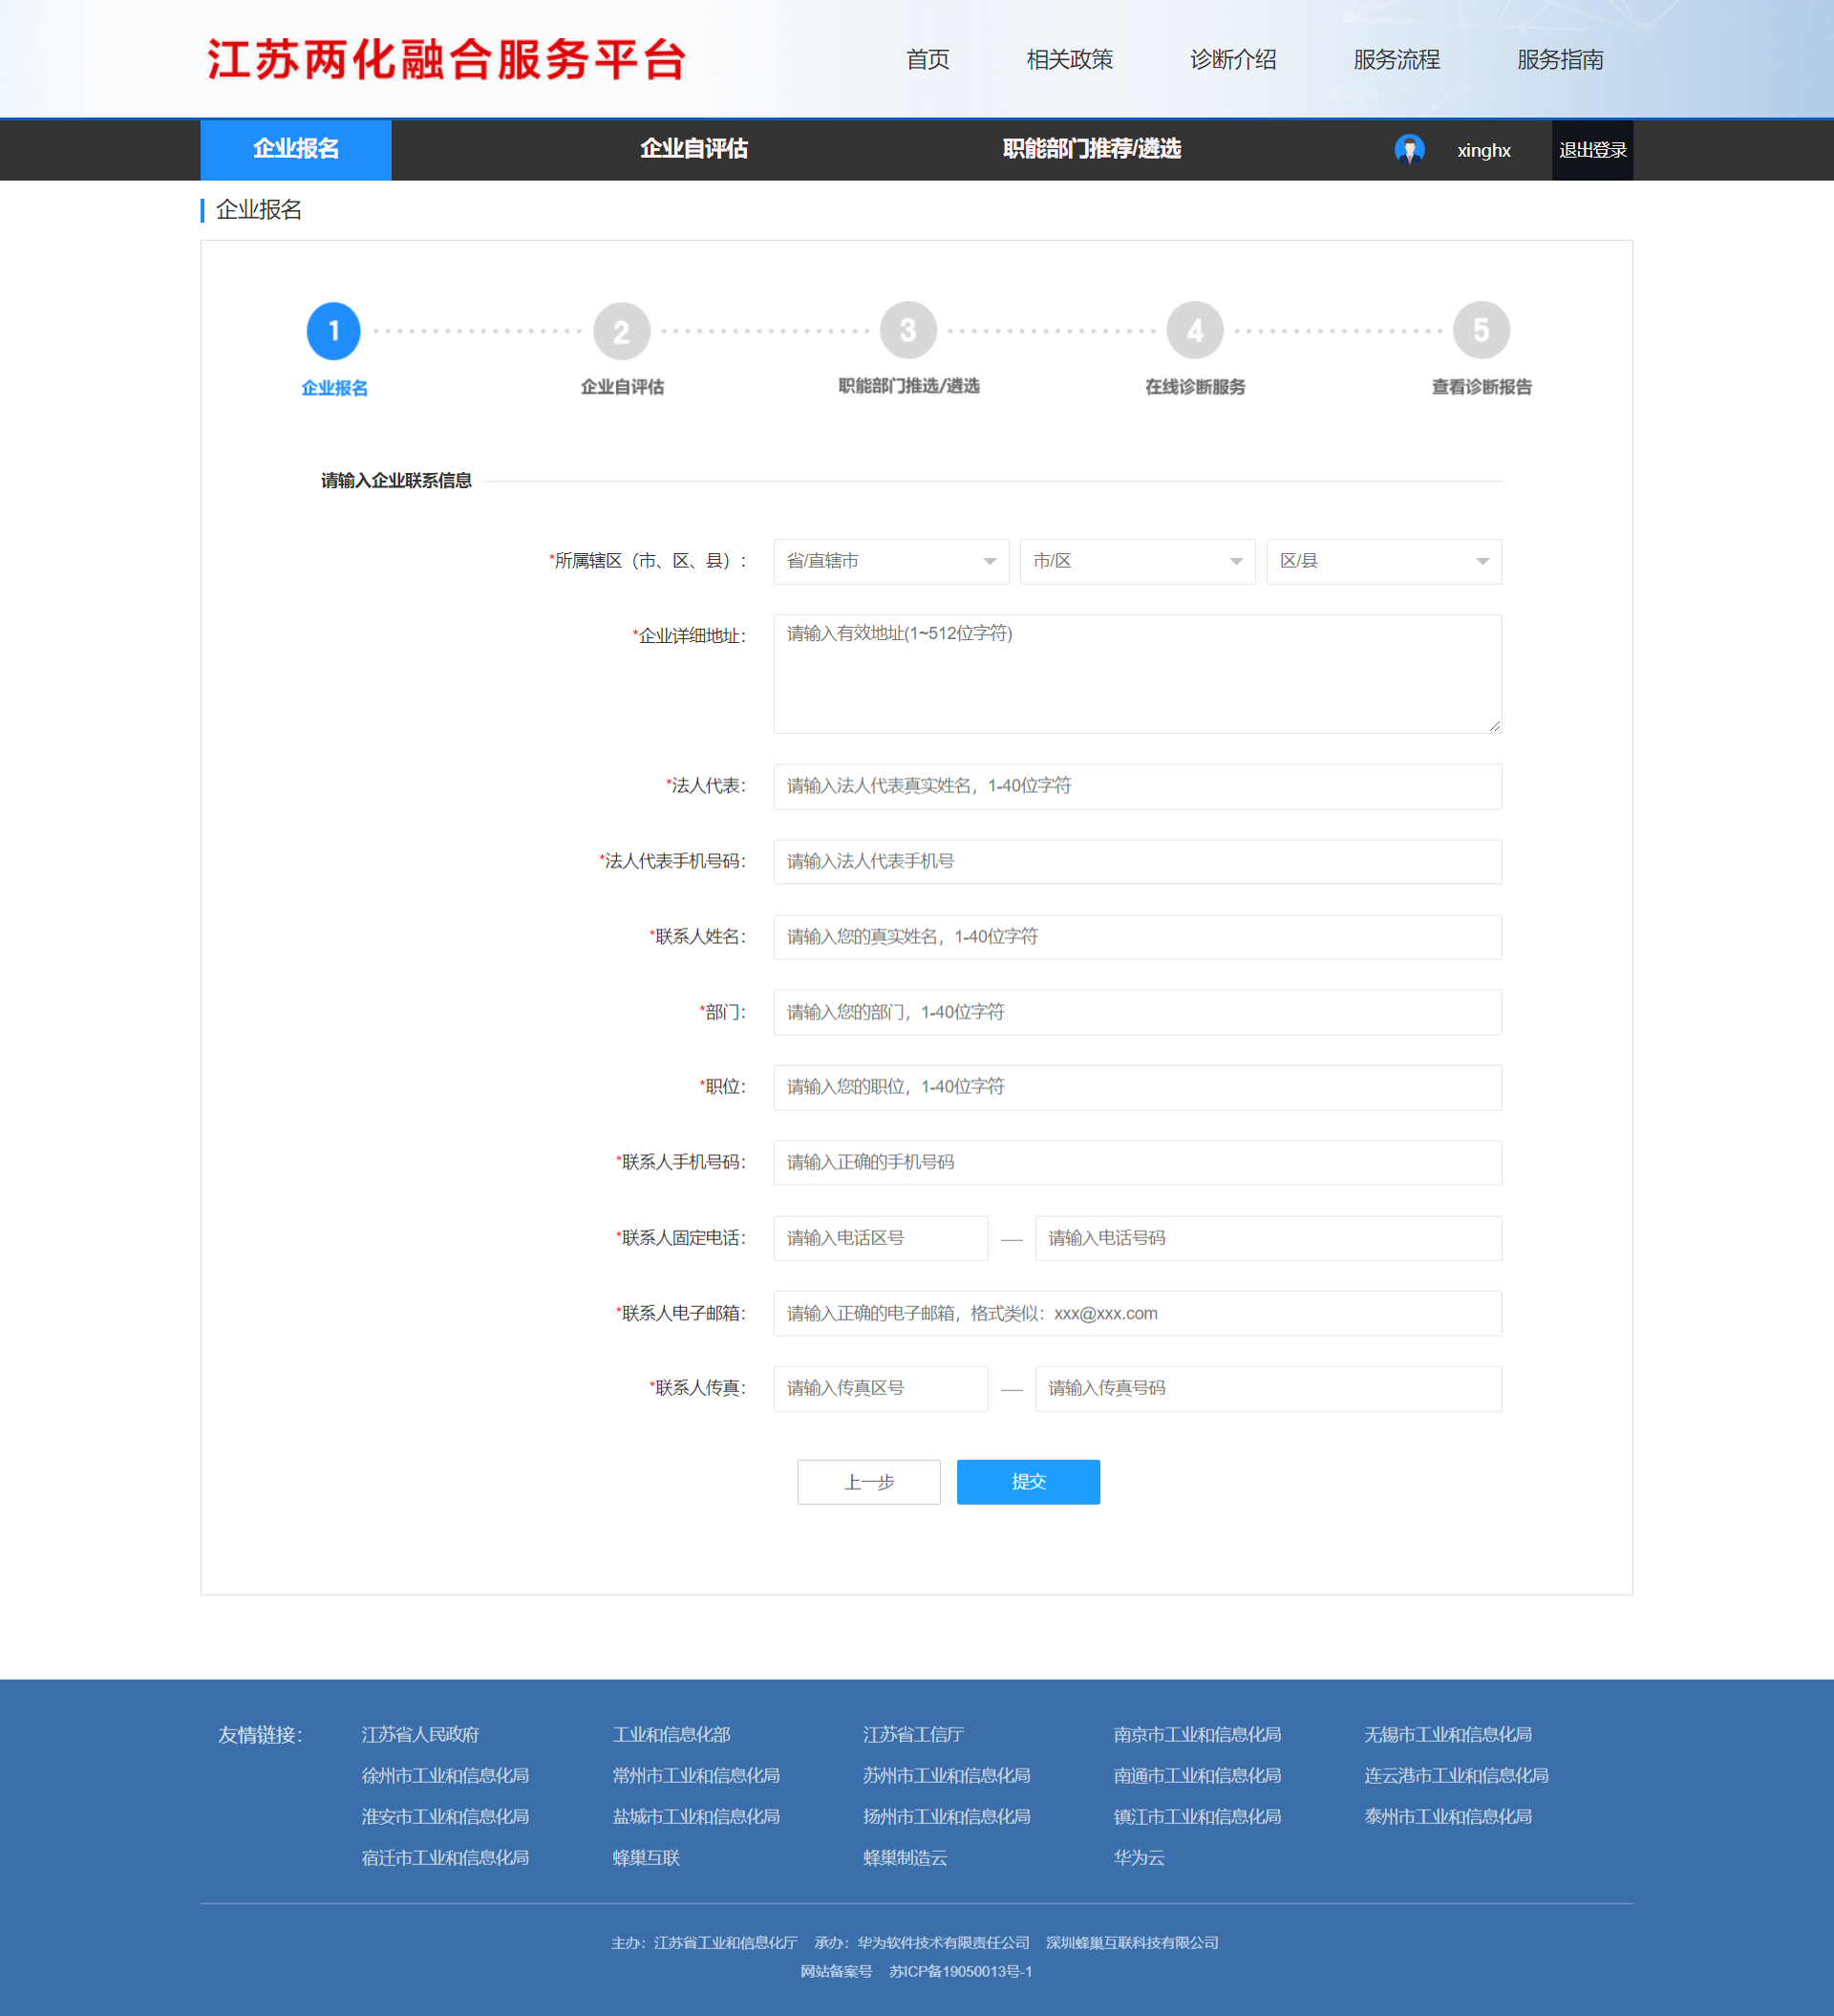 江苏两化融合服务平台
首页 相关政策 诊断介绍 服务流程 服务指南
企业报名 企业自评估 职能部门推荐/遴选 xinghx 退出登录
企业报名
1 2 3 4 5
企业报名 企业自评估 职能部门推选/遴选 在线诊断服务 查看诊断报告
请输入企业联系信息
*所属辖区（市、区、县）： 省/直辖市 市/区 区/县
*企业详细地址： 请输入有效地址(1~512位字符)
*法人代表： 请输入法人代表真实姓名，1-40位字符
*法人代表手机号码： 请输入法人代表手机号
*联系人姓名： 请输入您的真实姓名，1-40位字符
*部门： 请输入您的部门，1-40位字符
*职位： 请输入您的职位，1-40位字符
*联系人手机号码： 请输入正确的手机号码
*联系人固定电话： 请输入电话区号 — 请输入电话号码
*联系人电子邮箱： 请输入正确的电子邮箱，格式类似：xxx@xxx.com
*联系人传真： 请输入传真区号 — 请输入传真号码
上一步 提交
友情链接： 江苏省人民政府 工业和信息化部 江苏省工信厅 南京市工业和信息化局 无锡市工业和信息化局
徐州市工业和信息化局 常州市工业和信息化局 苏州市工业和信息化局 南通市工业和信息化局 连云港市工业和信息化局
淮安市工业和信息化局 盐城市工业和信息化局 扬州市工业和信息化局 镇江市工业和信息化局 泰州市工业和信息化局
宿迁市工业和信息化局 蜂巢互联 蜂巢制造云 华为云
主办：江苏省工业和信息化厅 承办：华为软件技术有限责任公司 深圳蜂巢互联科技有限公司
网站备案号 苏ICP备19050013号-1